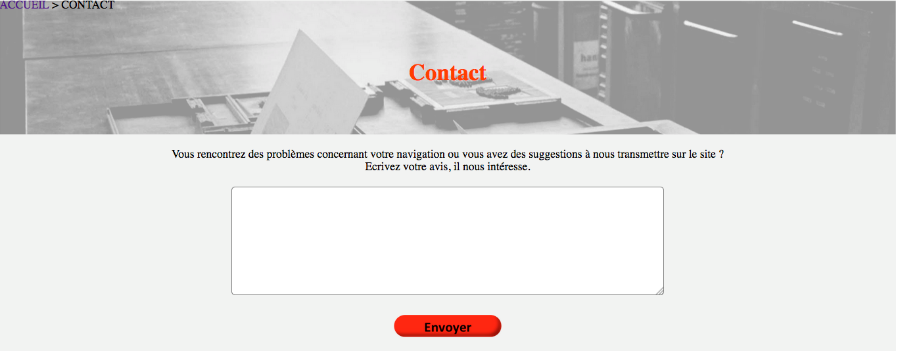 ACCUEIL > CONTACT
Contact
Vous rencontrez des problèmes concernant votre navigation ou vous avez des suggestions à nous transmettre sur le site ?
Ecrivez votre avis, il nous intéresse.
Envoyer